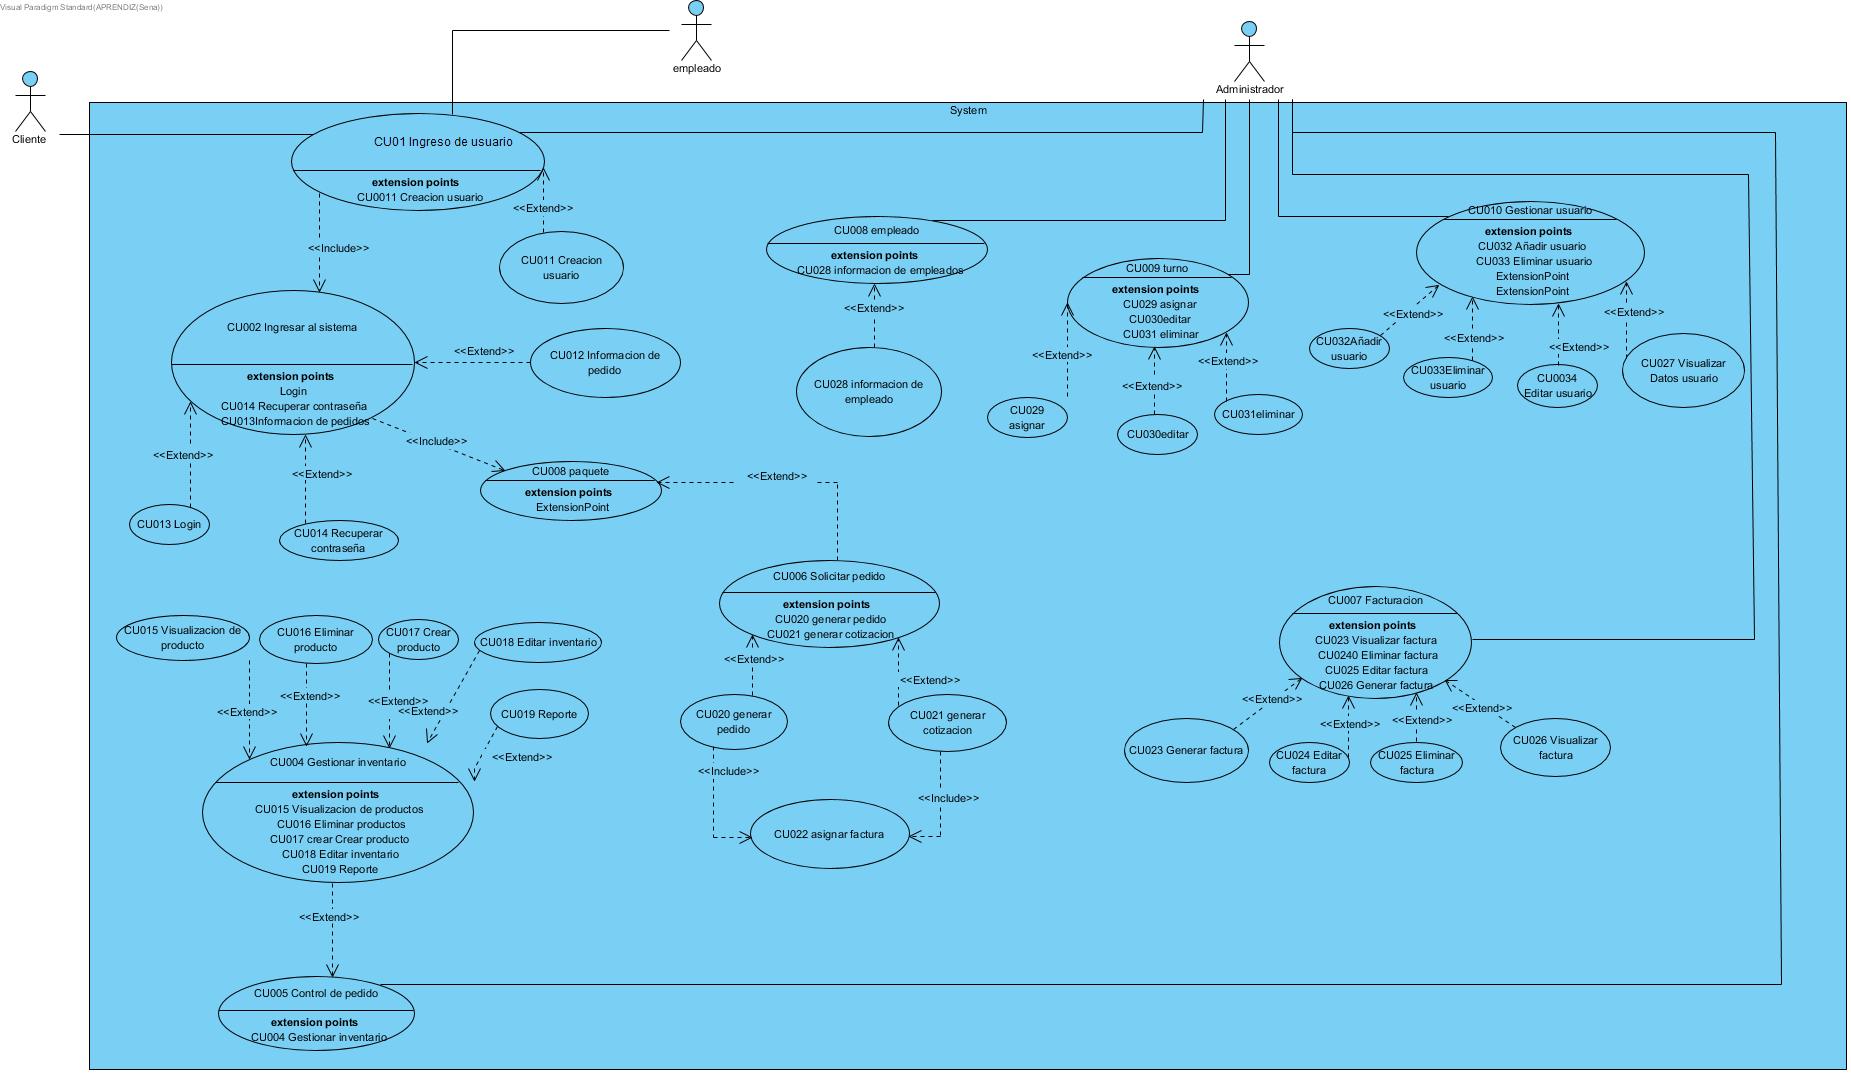 Visual Paradigm Standard(APRENDIZ(Sena))
empleado
Administrador
Cliente
System
CU01 Ingreso de usuario
extension points
CU0011 Creacion usuario
<<Extend>>
<<Include>>
CU011 Creacion
usuario
CU008 empleado
extension points
CU028 informacion de empleados
<<Extend>>
CU028 informacion de
empleado
CU009 turno
extension points
CU029 asignar
CU030editar
CU031 eliminar
<<Extend>>
<<Extend>>
<<Extend>>
CU029
asignar
CU030editar
CU031eliminar
CU010 Gestionar usuario
extension points
CU032 Añadir usuario
CU033 Eliminar usuario
ExtensionPoint
ExtensionPoint
<<Extend>>
<<Extend>>
<<Extend>>
<<Extend>>
CU032Añadir
usuario
CU033Eliminar
usuario
CU0034
Editar usuario
CU027 Visualizar
Datos usuario
CU002 Ingresar al sistema
extension points
Login
CU014 Recuperar contraseña
CU013Informacion de pedidos
<<Extend>>
CU012 Informacion de
pedido
<<Extend>>
<<Extend>>
<<Include>>
CU013 Login
CU014 Recuperar
contraseña
CU008 paquete
extension points
ExtensionPoint
<<Extend>>
CU006 Solicitar pedido
extension points
CU020 generar pedido
CU021 generar cotizacion
<<Extend>>
<<Extend>>
CU020 generar
pedido
CU021 generar
cotizacion
<<Include>>
<<Include>>
CU022 asignar factura
CU007 Facturacion
extension points
CU023 Visualizar factura
CU0240 Eliminar factura
CU025 Editar factura
CU026 Generar factura
<<Extend>>
<<Extend>>
<<Extend>>
<<Extend>>
CU023 Generar factura
CU024 Editar
factura
CU025 Eliminar
factura
CU026 Visualizar
factura
CU015 Visualizacion de
producto
CU016 Eliminar
producto
CU017 Crear
producto
CU018 Editar inventario
CU019 Reporte
<<Extend>>
<<Extend>>
<<Extend>>
<<Extend>>
<<Extend>>
CU004 Gestionar inventario
extension points
CU015 Visualizacion de productos
CU016 Eliminar productos
CU017 crear Crear producto
CU018 Editar inventario
CU019 Reporte
<<Extend>>
CU005 Control de pedido
extension points
CU004 Gestionar inventario